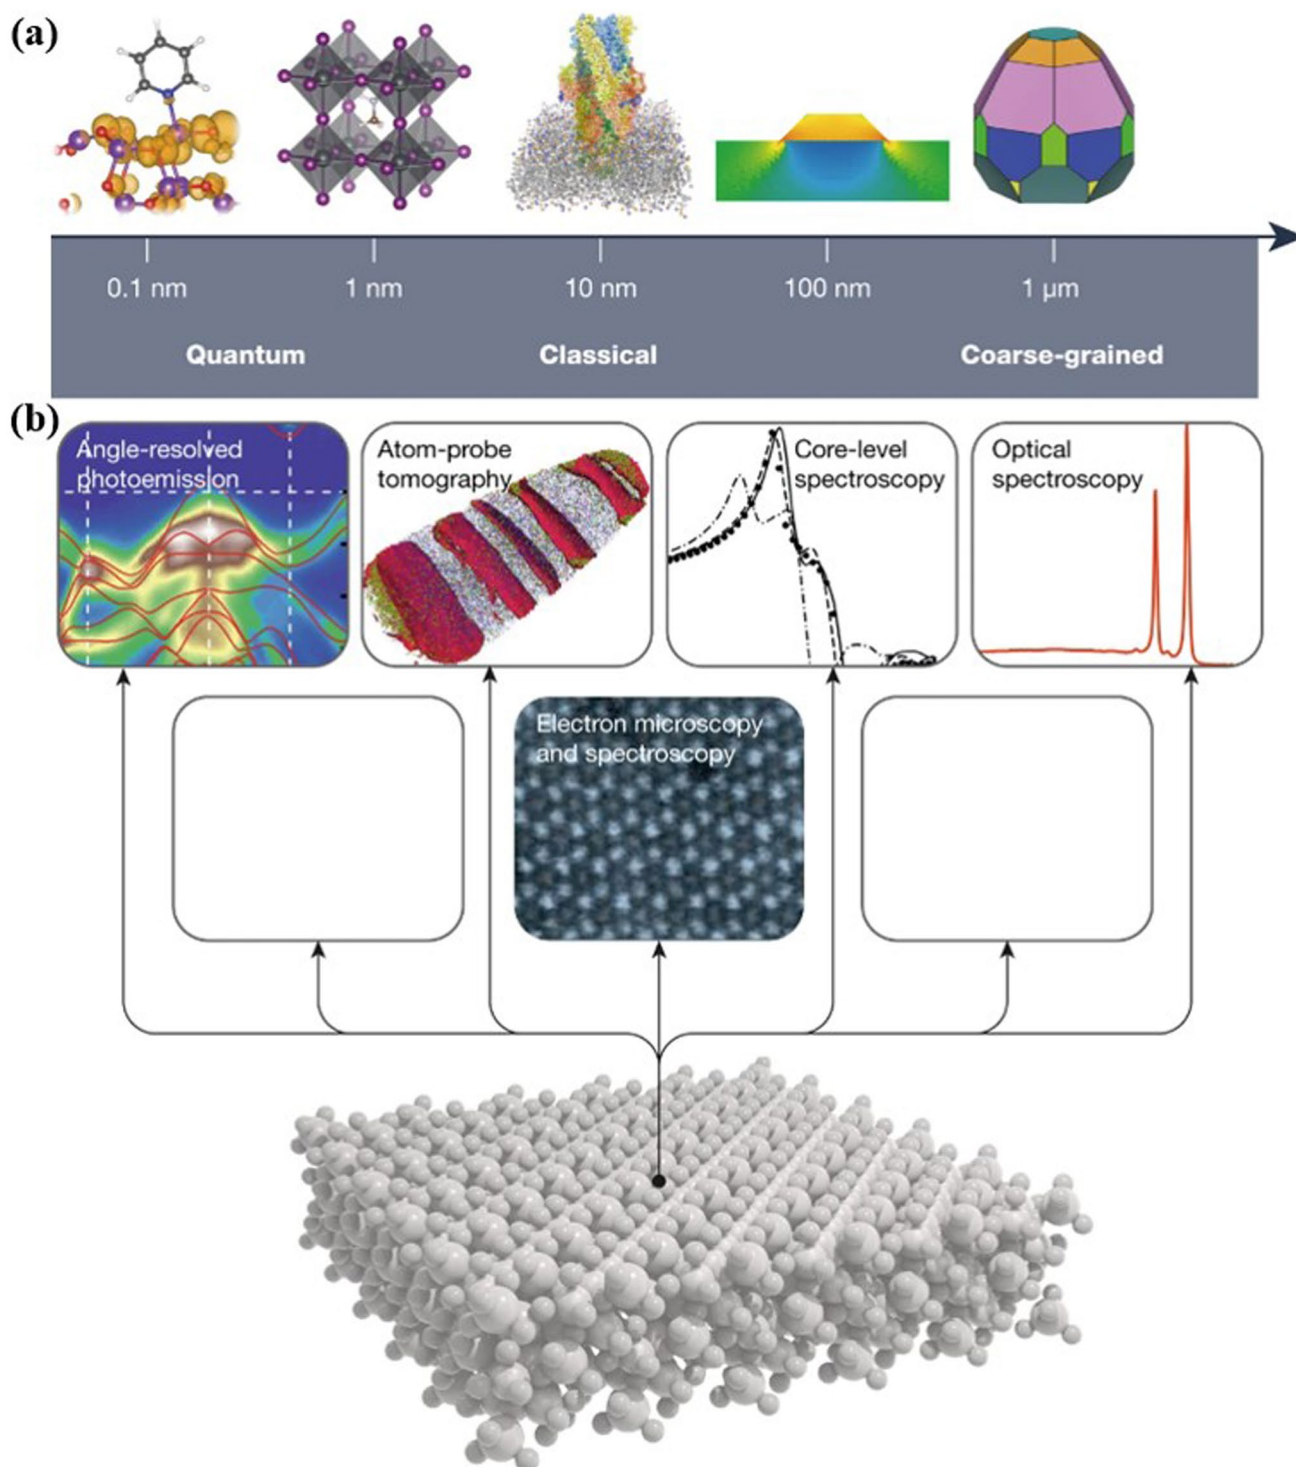 (a)
0.1 nm
1 nm
10 nm
100 nm
1 μm
Quantum
Classical
Coarse-grained
(b)
Angle-resolved
photoemission
Atom-probe
tomography
Core-level
spectroscopy
Optical
spectroscopy
Electron microscopy
and spectroscopy